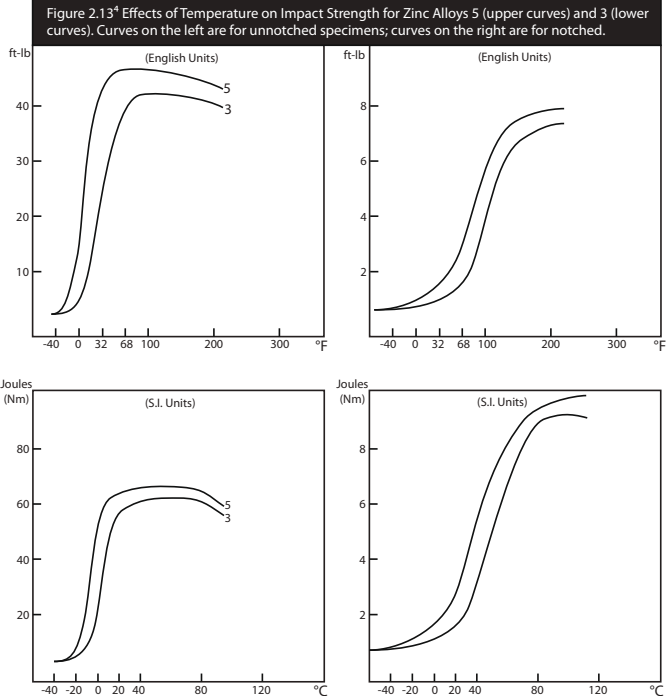 Figure 2.13⁴ Effects of Temperature on Impact Strength for Zinc Alloys 5 (upper curves) and 3 (lower
curves). Curves on the left are for unnotched specimens; curves on the right are for notched.
ft-lb
(English Units)
5
3
40
30
20
10
-40 0 32 68 100 200 300 °F
ft-lb
(English Units)
8
6
4
2
-40 0 32 68 100 200 300 °F
Joules
(Nm)
(S.I. Units)
80
60
40
20
5
3
-40 -20 0 20 40 80 120 °C
Joules
(Nm)
(S.I. Units)
8
6
4
2
-40 -20 0 20 40 80 120 °C